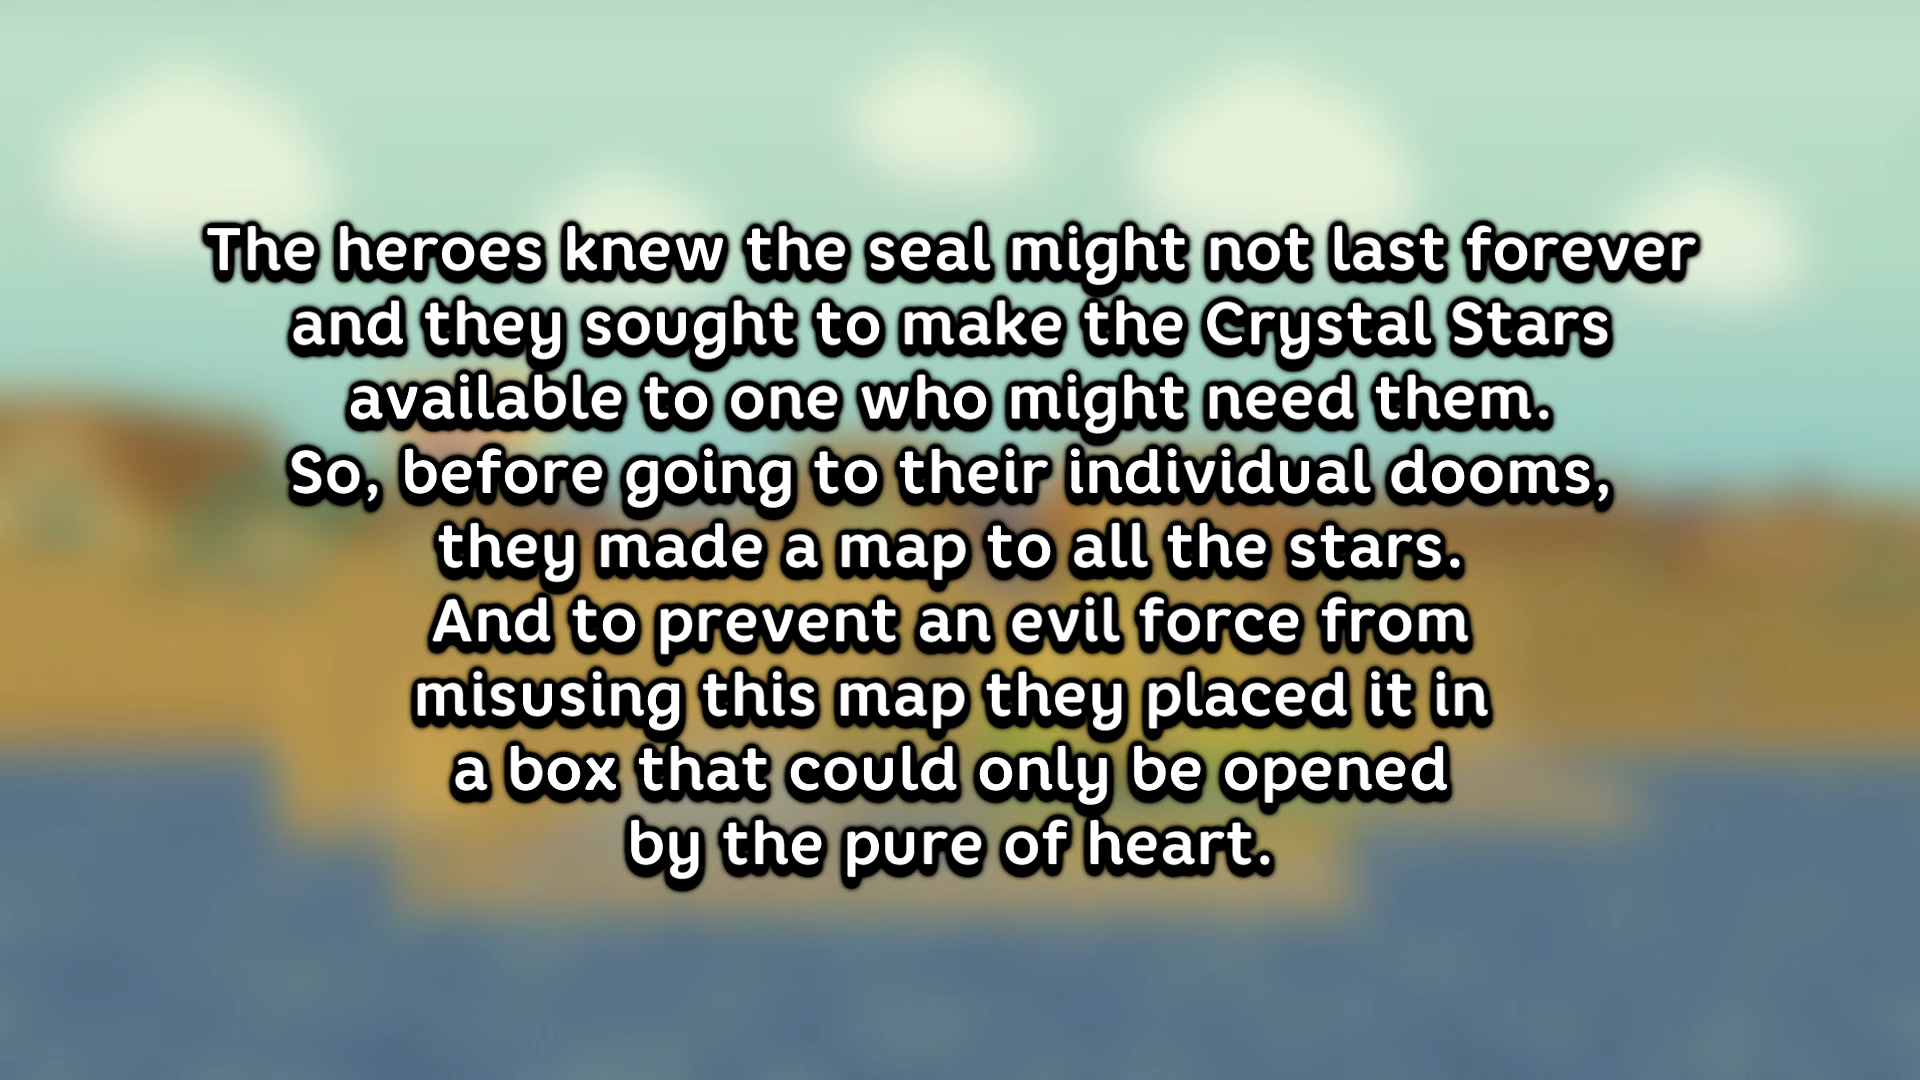 The heroes knew the seal might not last forever
and they sought to make the Crystal Stars
available to one who might need them.
So, before going to their individual dooms,
they made a map to all the stars.
And to prevent an evil force from
misusing this map they placed it in
a box that could only be opened
by the pure of heart.